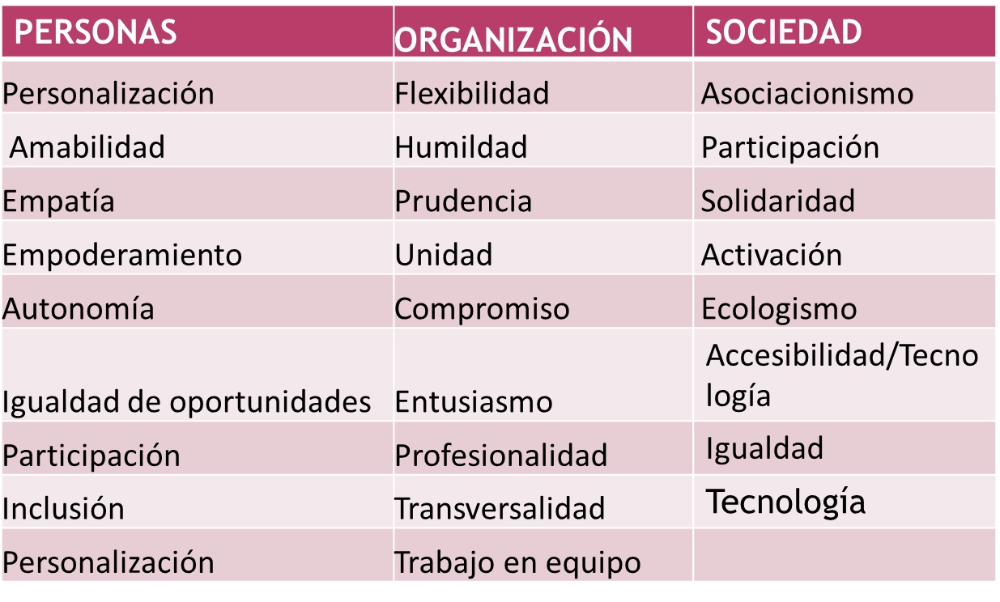 PERSONAS ORGANIZACIÓN SOCIEDAD
Personalización Flexibilidad Asociacionismo
Amabilidad Humildad Participación
Empatía Prudencia Solidaridad
Empoderamiento Unidad Activación
Autonomía Compromiso Ecologismo
Igualdad de oportunidades Entusiasmo Accesibilidad/Tecno
logía
Participación Profesionalidad Igualdad
Inclusión Transversalidad Tecnología
Personalización Trabajo en equipo